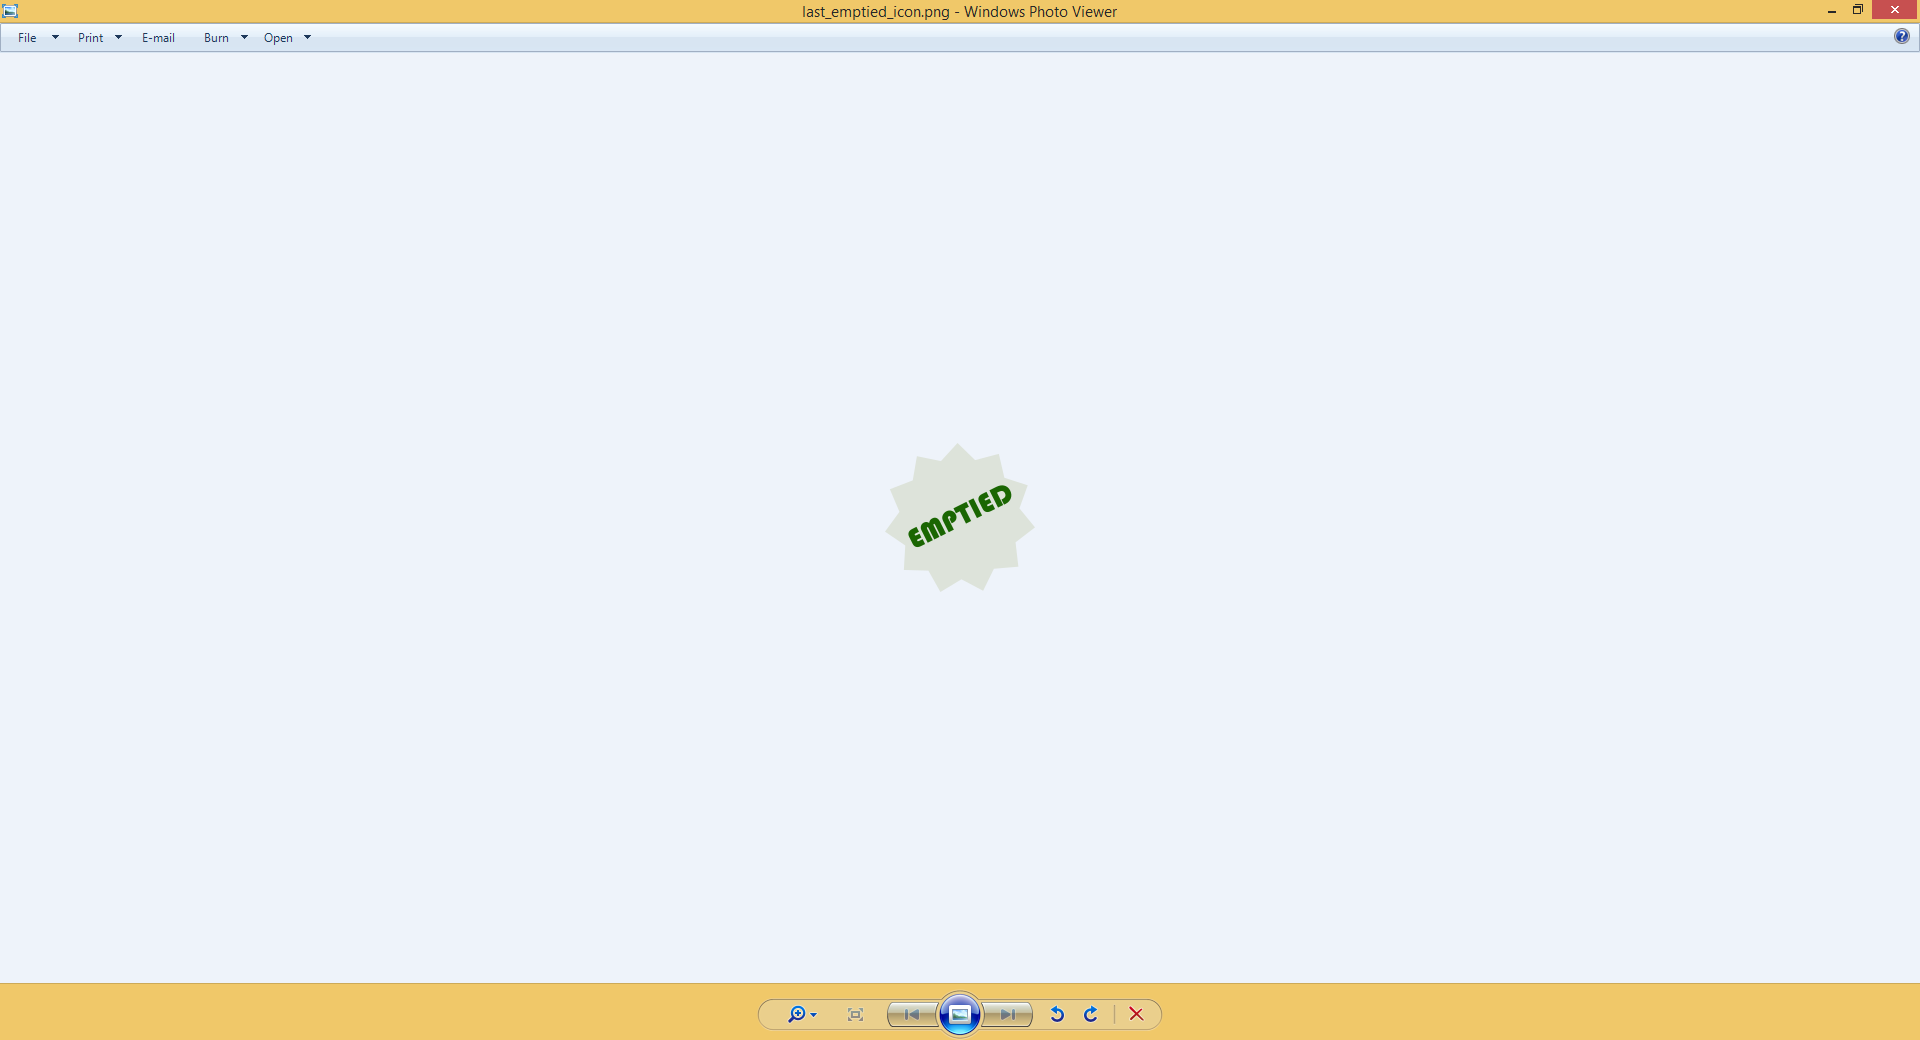 last_emptied_icon.png - Windows Photo Viewer
File Print E-mail Burn Open
EMPTIED